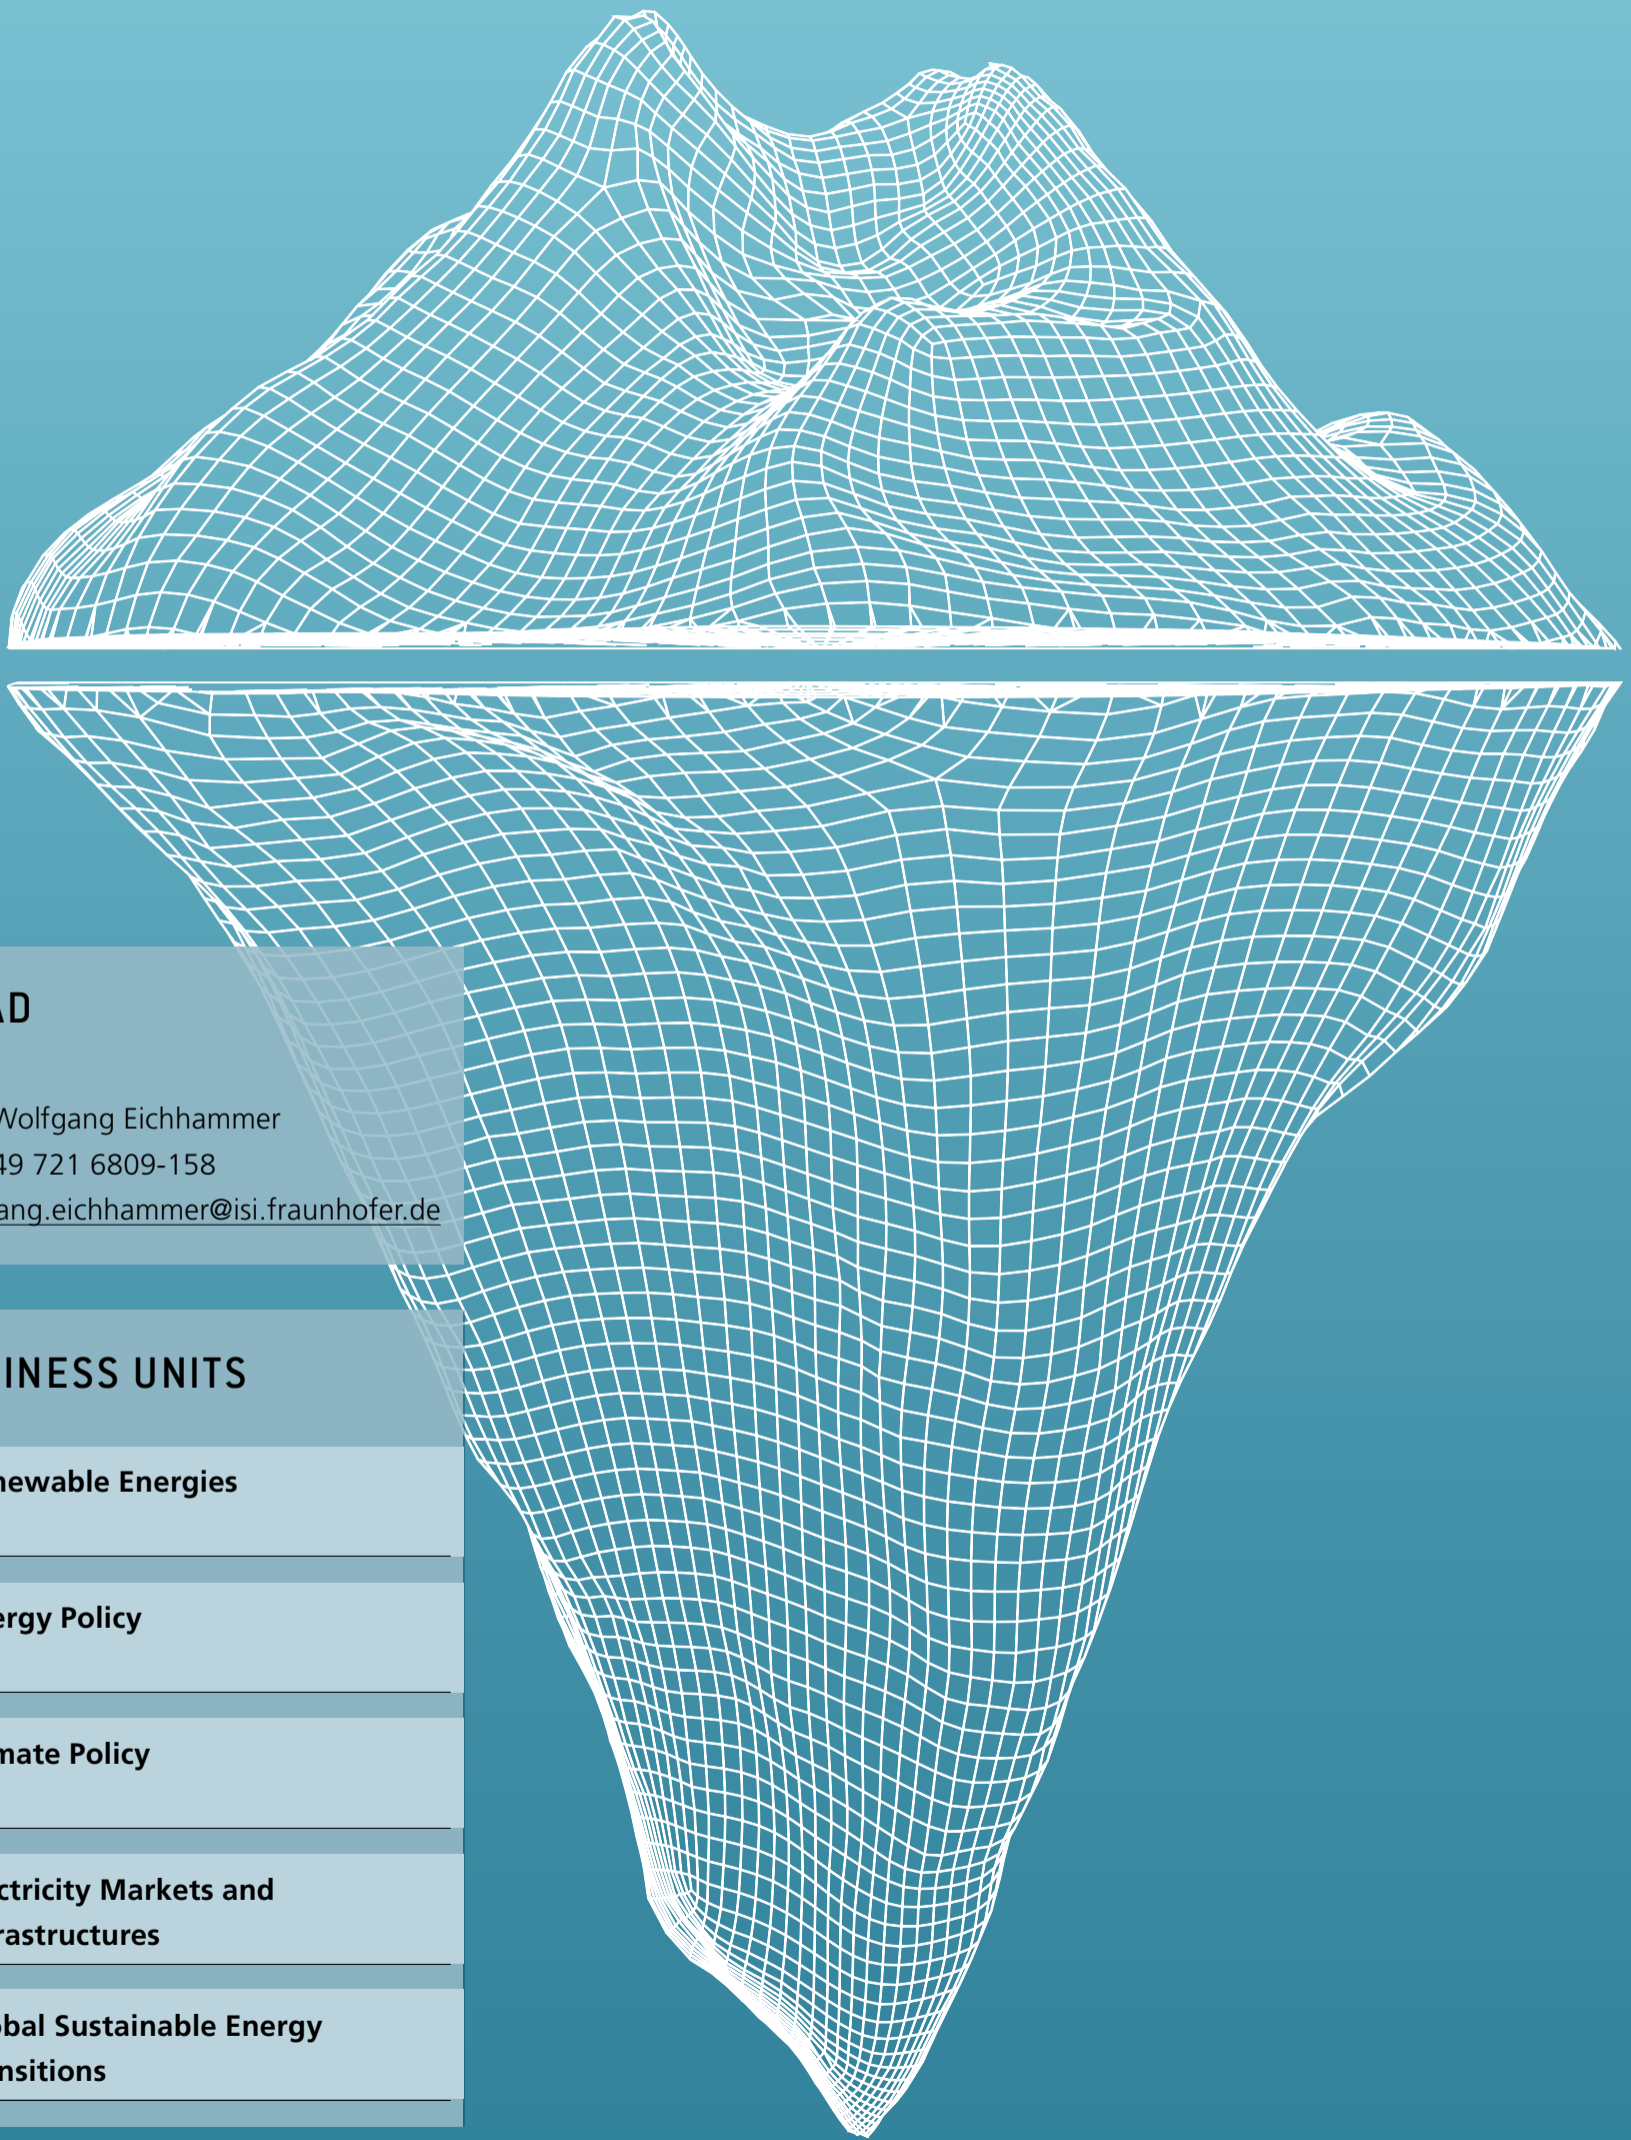 AD
Wolfgang Eichhammer
49 721 6809-158
ang.eichhammer@isi.fraunhofer.de
INESS UNITS
newable Energies
ergy Policy
mate Policy
ctricity Markets and
rastructures
obal Sustainable Energy
nsitions